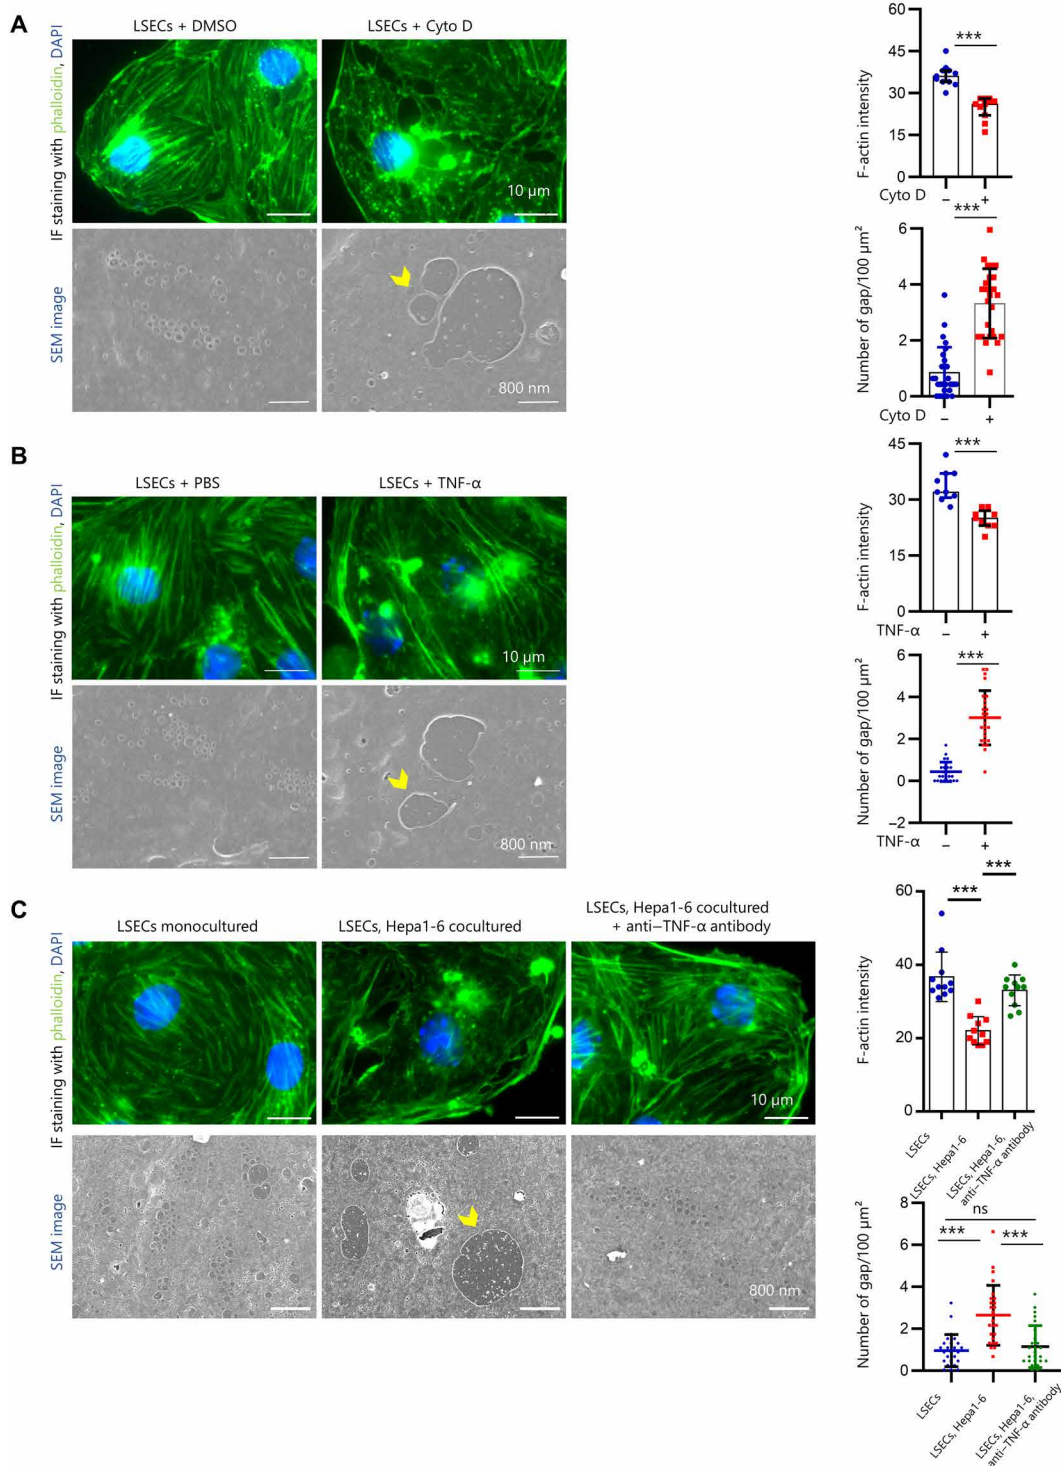 A
LSECs + DMSO
LSECs + Cyto D
IF staining with phalloidin, DAPI
10 µm
SEM image
800 nm
60
45
30
15
0
F-actin intensity
***
Cyto D
– +
6
4
2
0
Number of gap/100 µm²
***
Cyto D
– +
B
LSECs + PBS
LSECs + TNF-α
IF staining with phalloidin, DAPI
10 µm
SEM image
800 nm
45
30
15
0
F-actin intensity
***
TNF-α
– +
6
4
2
0
–2
Number of gap/100 µm²
***
TNF-α
– +
C
LSECs monocultured
LSECs, Hepa1-6 cocultured
LSECs, Hepa1-6 cocultured
+ anti–TNF-α antibody
IF staining with phalloidin, DAPI
10 µm
SEM image
800 nm
60
40
20
0
F-actin intensity
***
***
LSECs
LSECs, Hepa1-6
LSECs, Hepa1-6,
anti–TNF-α antibody
8
6
4
2
0
Number of gap/100 µm²
ns
***
***
LSECs
LSECs, Hepa1-6
LSECs, Hepa1-6,
anti–TNF-α antibody